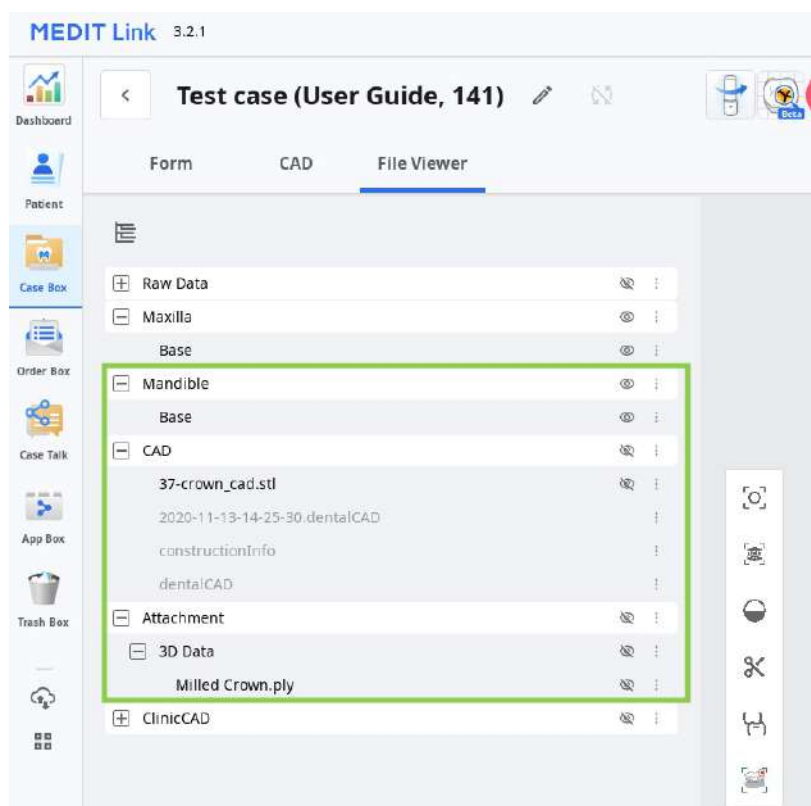 MEDIT Link 3.2.1
Dashboard
Patient
Case Box
Order Box
Case Talk
App Box
Trash Box
Test case (User Guide, 141)
Beta
Form CAD File Viewer
Raw Data
Maxilla
Base
Mandible
Base
CAD
37-crown_cad.stl
2020-11-13-14-25-30.dentalCAD
constructionInfo
dentalCAD
Attachment
3D Data
Milled Crown.ply
ClinicCAD